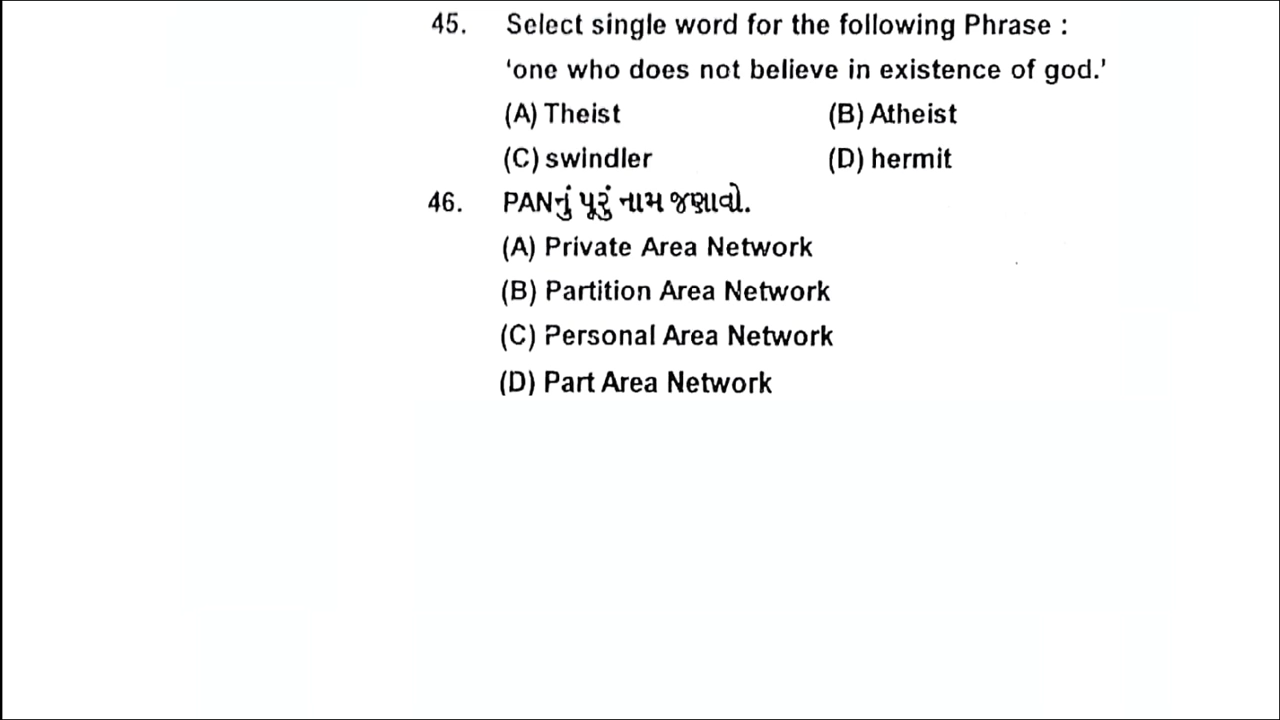 45. Select single word for the following Phrase :
'one who does not believe in existence of god.'
(A) Theist (B) Atheist
(C) swindler (D) hermit
46. PANનું પૂરું નામ જણાવો.
(A) Private Area Network
(B) Partition Area Network
(C) Personal Area Network
(D) Part Area Network